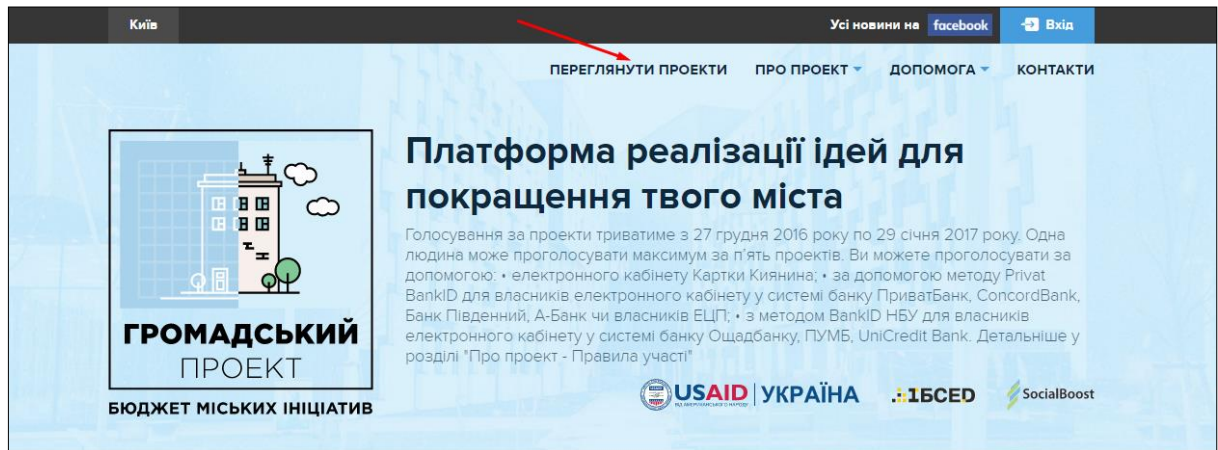 Київ
Усі новини на facebook Вхід
ПЕРЕГЛЯНУТИ ПРОЕКТИ ПРО ПРОЕКТ ДОПОМОГА КОНТАКТИ
Платформа реалізації ідей для
покращення твого міста
Голосування за проекти триватиме з 27 грудня 2016 року по 29 січня 2017 року. Одна
людина може проголосувати максимум за п'ять проектів. Ви можете проголосувати за
допомогою: • електронного кабінету Картки Киянина; • за допомогою методу Privat
BankID для власників електронного кабінету у системі банку ПриватБанк, ConcordBank,
Банк Південний, А-Банк чи власників ЕЦП; • з методом BankID НБУ для власників
електронного кабінету у системі банку Ощадбанку, ПУМБ, UniCredit Bank. Детальніше у
розділі "Про проект - Правила участі"
ГРОМАДСЬКИЙ
ПРОЕКТ
БЮДЖЕТ МІСЬКИХ ІНІЦІАТИВ
USAID УКРАЇНА
ВІД АМЕРИКАНСЬКОГО НАРОДУ
1БСED
SocialBoost